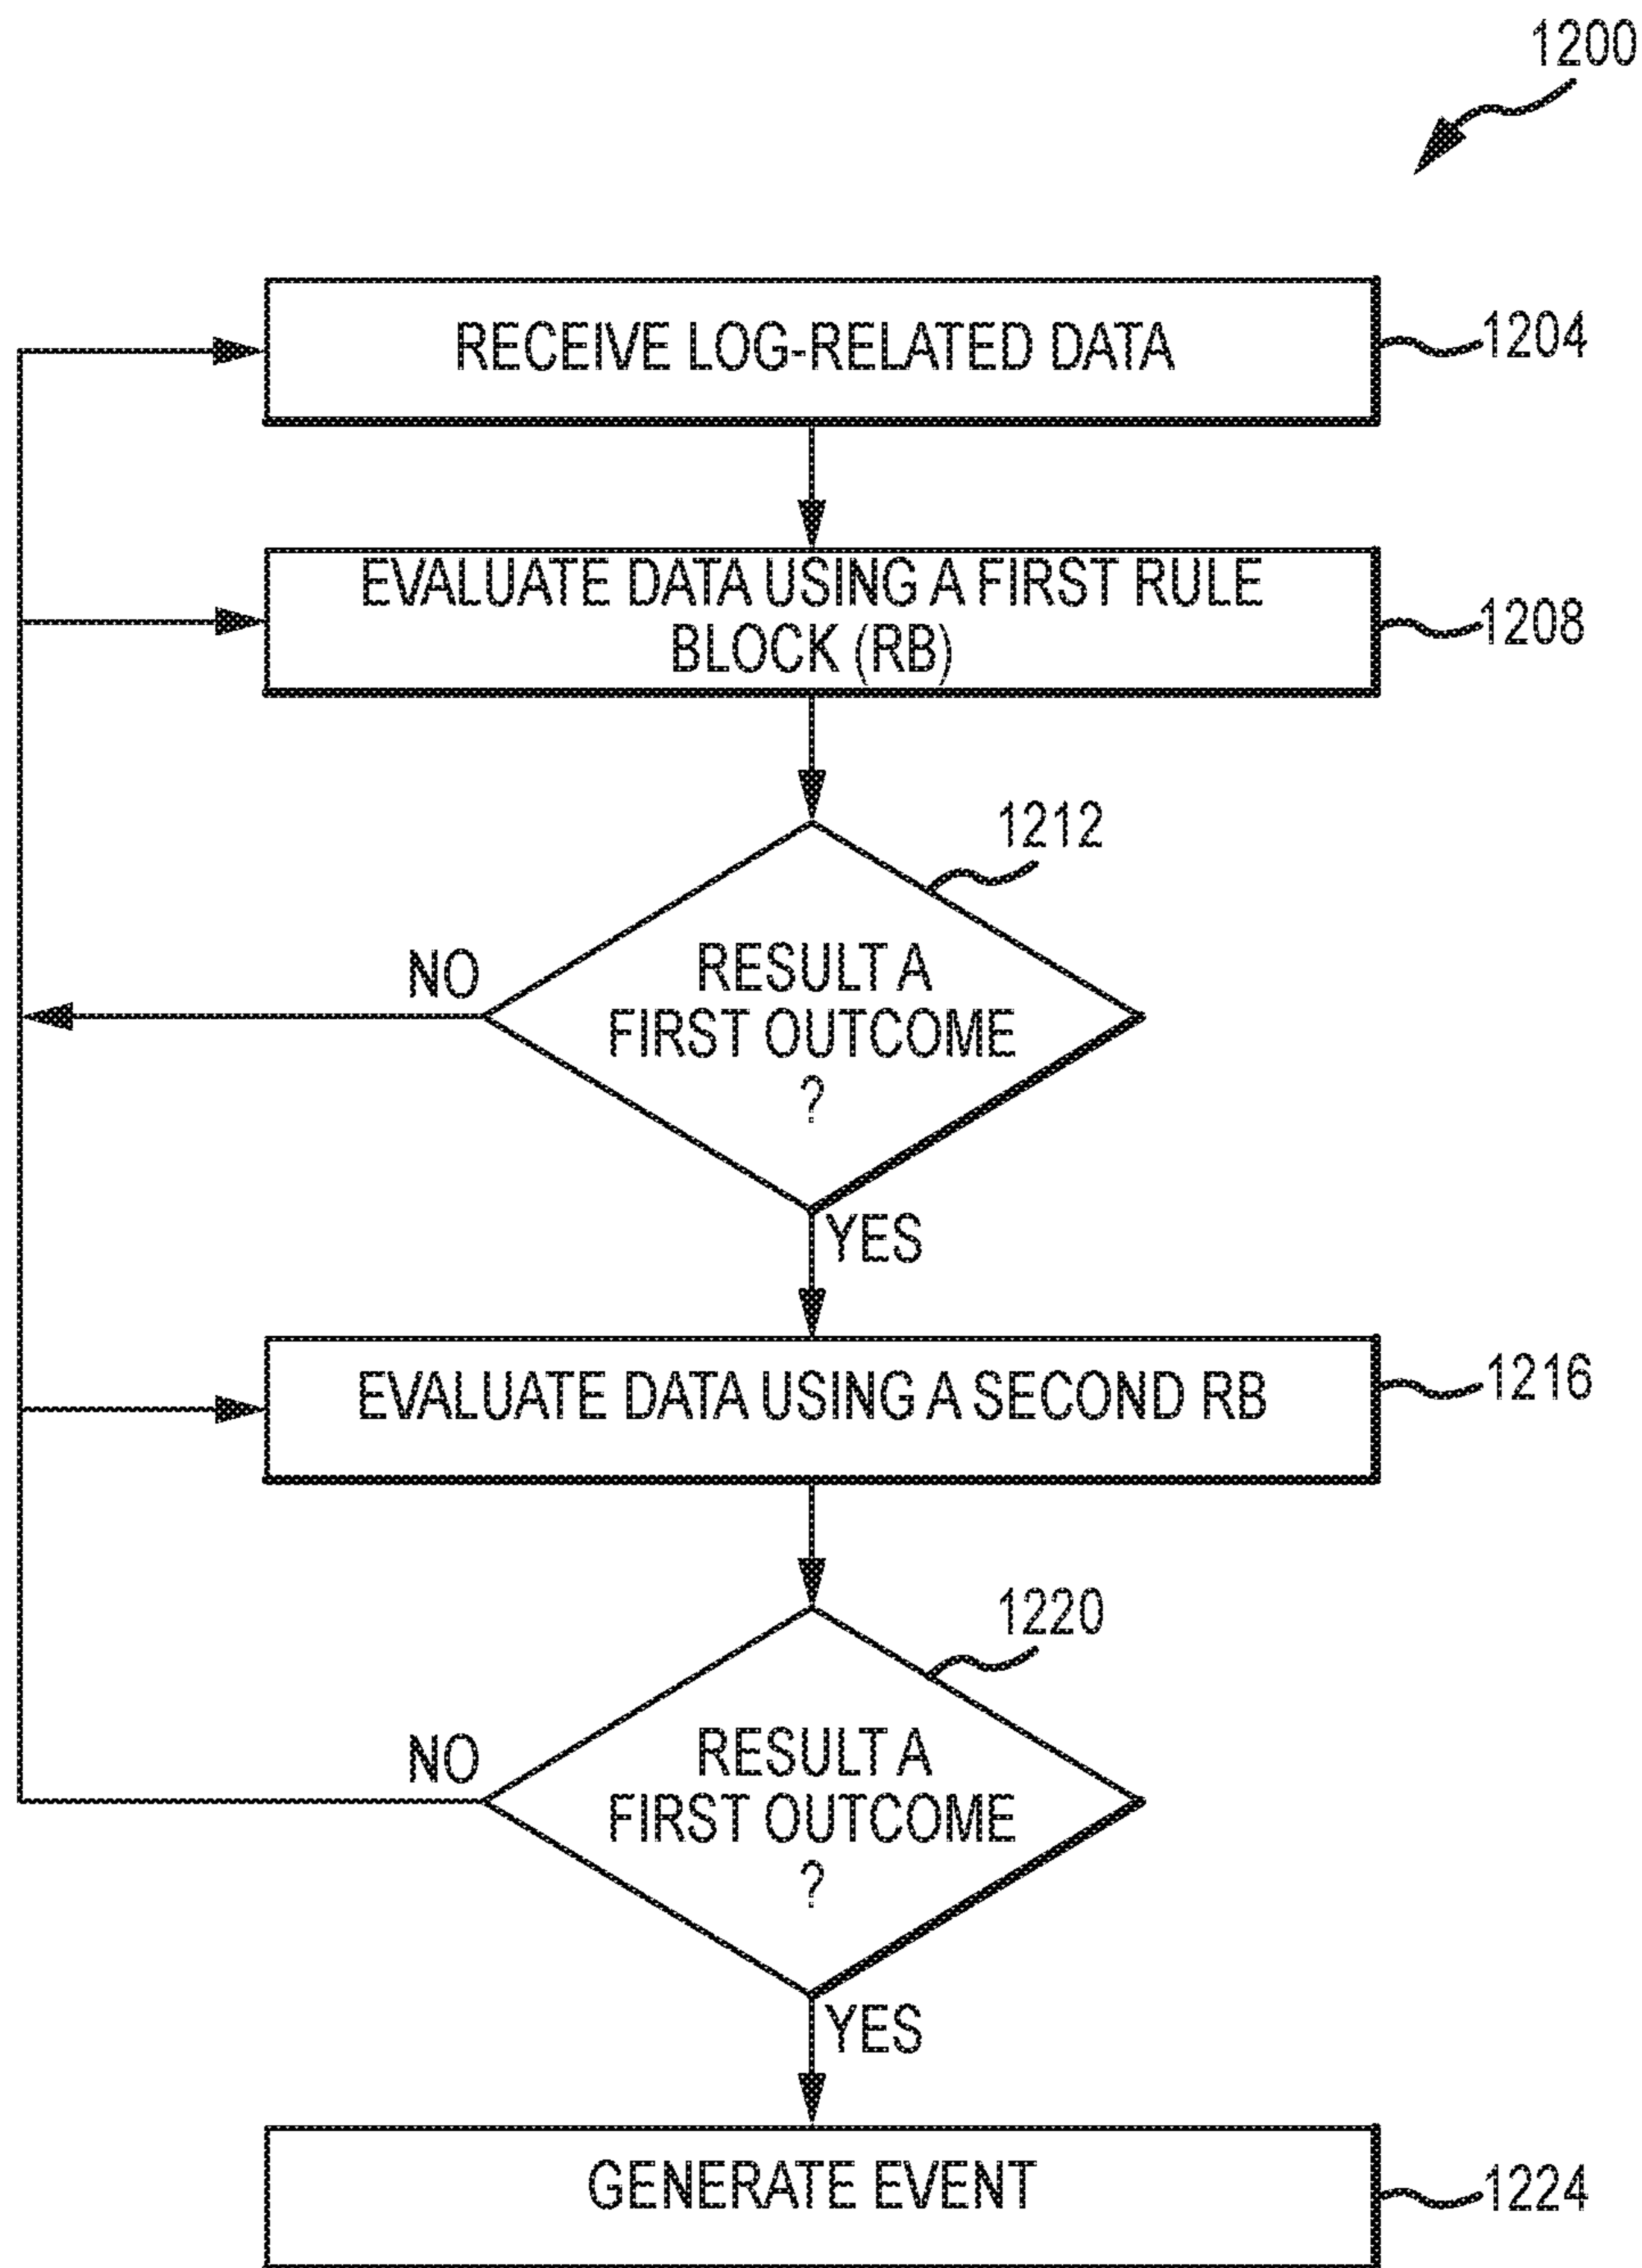 1200
RECEIVE LOG-RELATED DATA
1204
EVALUATE DATA USING A FIRST RULE
BLOCK (RB)
1208
1212
NO
RESULT A
FIRST OUTCOME
?
YES
EVALUATE DATA USING A SECOND RB
1216
1220
NO
RESULT A
FIRST OUTCOME
?
YES
GENERATE EVENT
1224